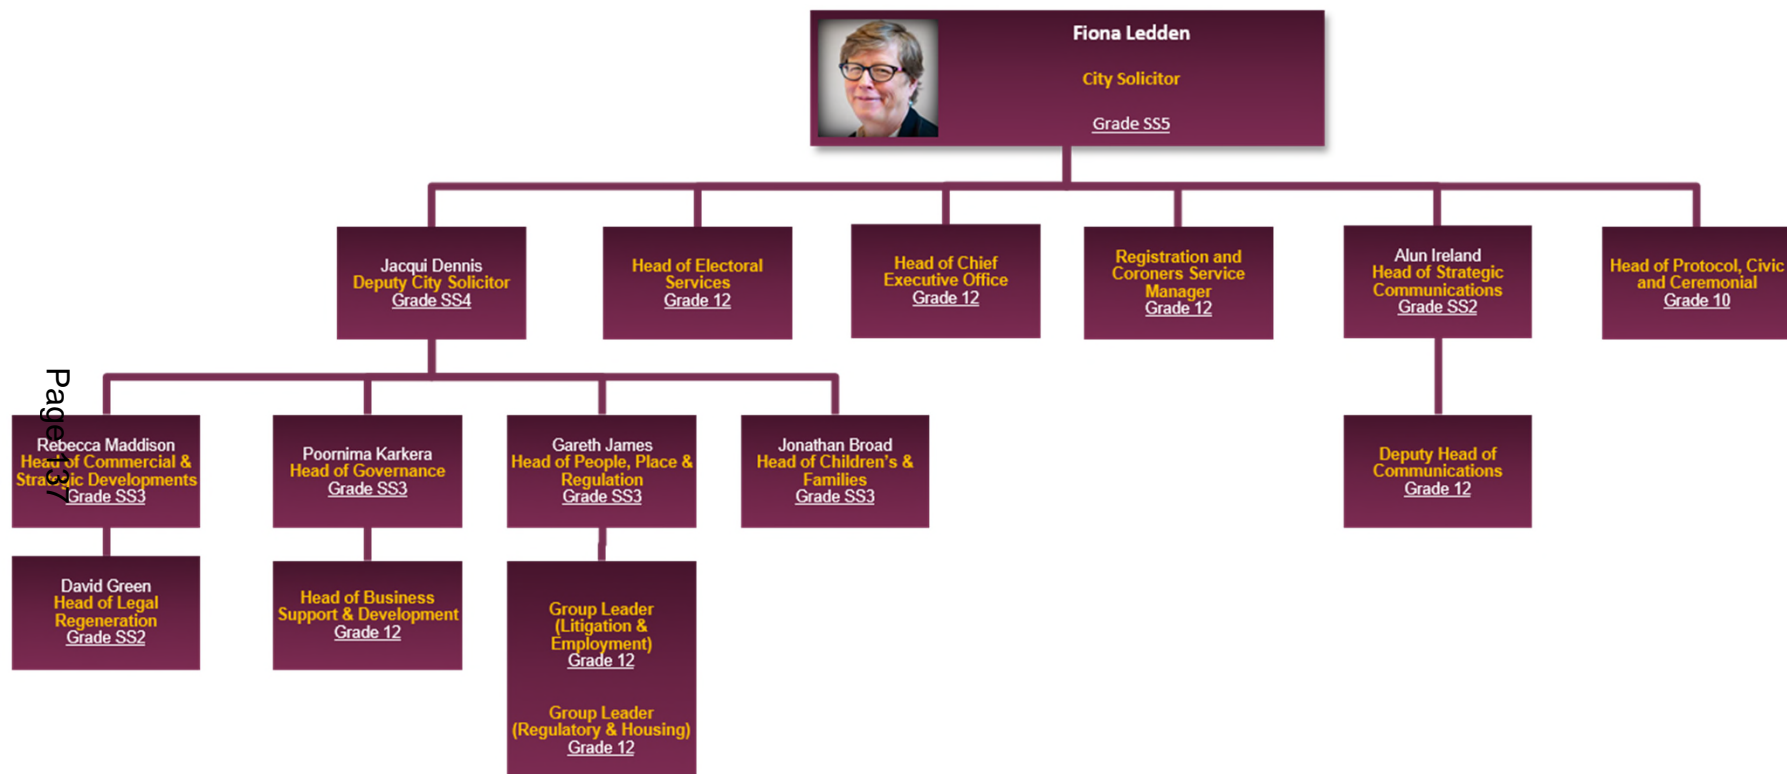 Fiona Ledden
City Solicitor
Grade SS5
Jacqui Dennis
Deputy City Solicitor
Grade SS4
Head of Electoral
Services
Grade 12
Head of Chief
Executive Office
Grade 12
Registration and
Coroners Service
Manager
Grade 12
Alun Ireland
Head of Strategic
Communications
Grade SS2
Head of Protocol, Civic
and Ceremonial
Grade 10
Page 137
Rebecca Maddison
Head of Commercial &
Strategic Developments
Grade SS3
Poornima Karkera
Head of Governance
Grade SS3
Gareth James
Head of People, Place &
Regulation
Grade SS3
Jonathan Broad
Head of Children's &
Families
Grade SS3
Deputy Head of
Communications
Grade 12
David Green
Head of Legal
Regeneration
Grade SS2
Head of Business
Support & Development
Grade 12
Group Leader
(Litigation &
Employment)
Grade 12
Group Leader
(Regulatory & Housing)
Grade 12